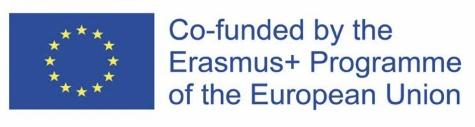 Co-funded by the
Erasmus+ Programme
of the European Union